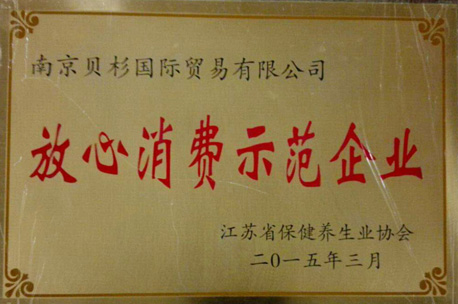 南京贝杉国际贸易有限公司
放心消费示范企业
江苏省保健养生业协会
二0一五年三月